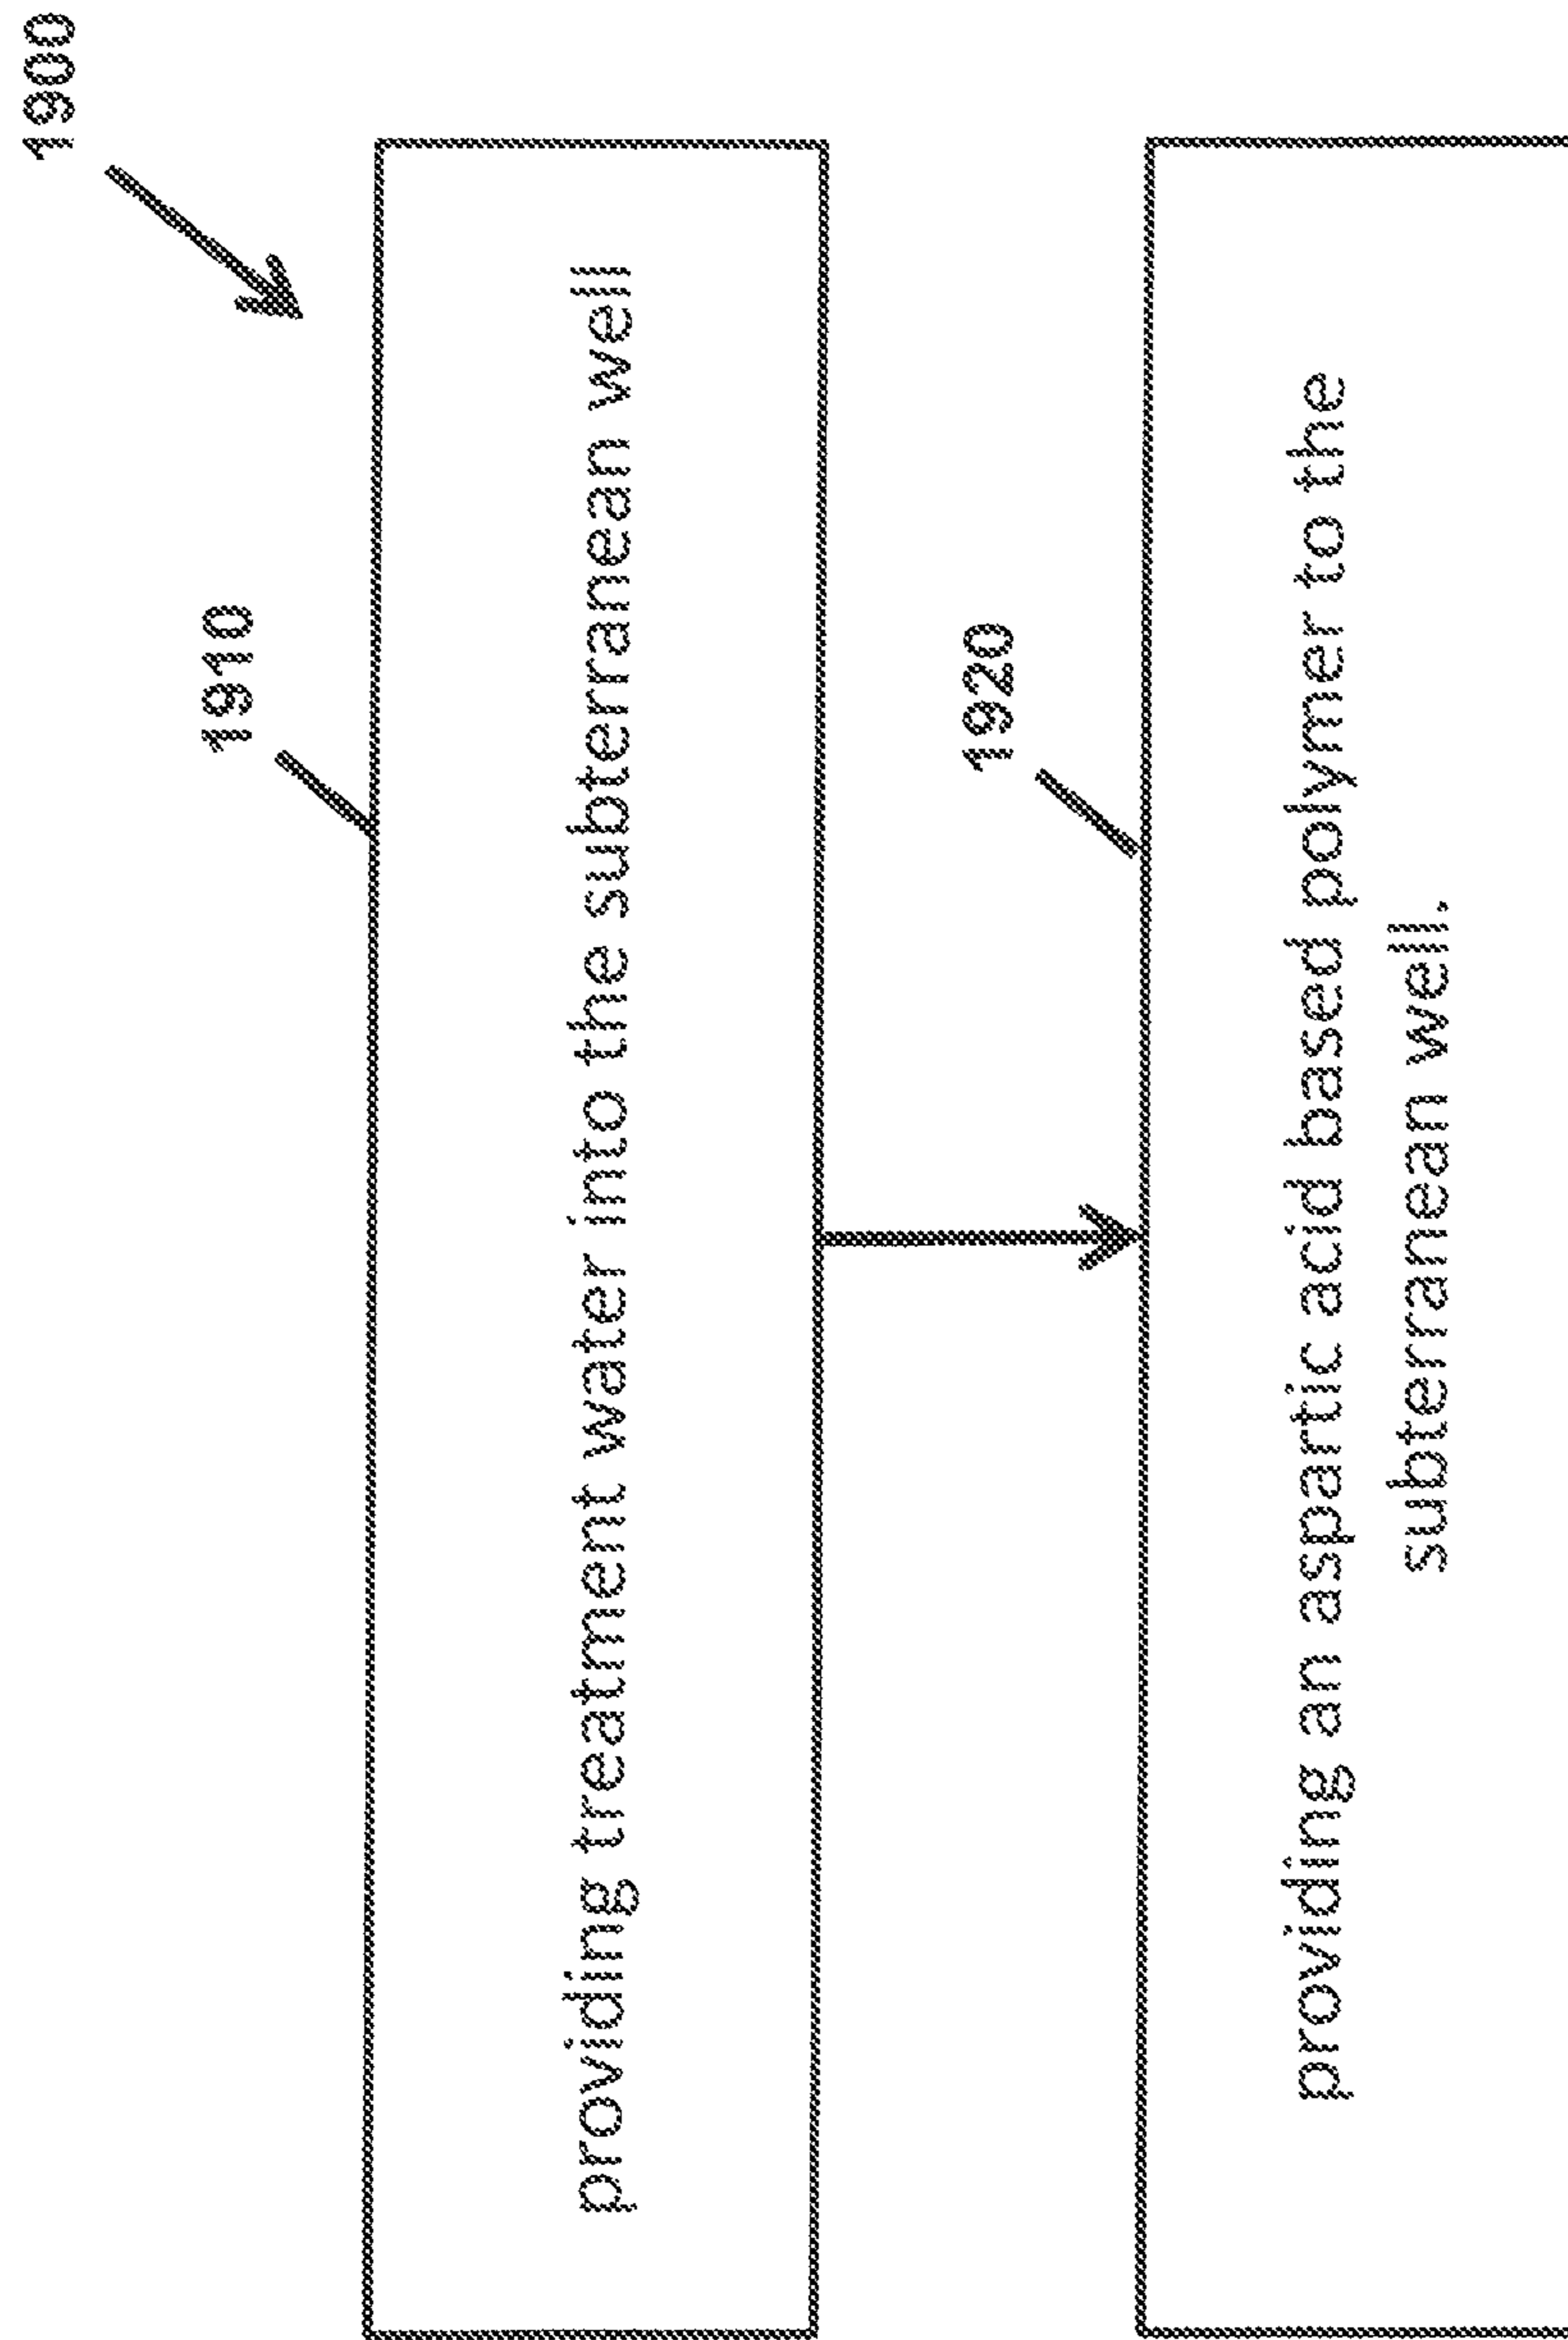 1900
1910
providing treatment water into the subterranean well
1920
providing an aspartic acid based polymer to the
subterranean well.